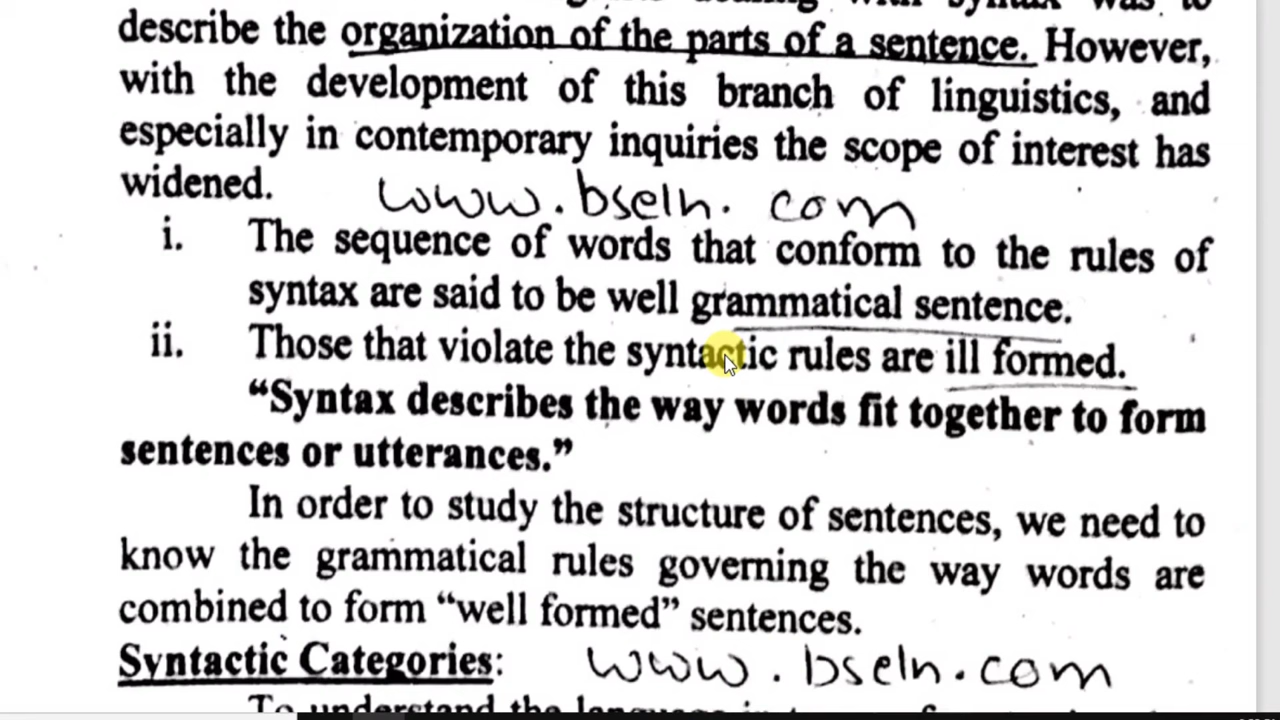 describe the organization of the parts of a sentence. However,
with the development of this branch of linguistics, and
especially in contemporary inquiries the scope of interest has
widened.
www.bseln.com
i. The sequence of words that conform to the rules of
syntax are said to be well grammatical sentence.
ii. Those that violate the syntactic rules are ill formed.
“Syntax describes the way words fit together to form
sentences or utterances.”
In order to study the structure of sentences, we need to
know the grammatical rules governing the way words are
combined to form “well formed” sentences.
Syntactic Categories:
www.bseln.com
To understand the language in